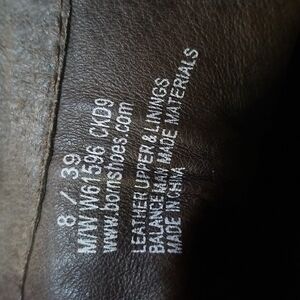 8 / 39
M/W W61596 CKD9
www.bornshoes.com
LEATHER UPPER & LININGS
BALANCE MAN MADE MATERIALS
MADE IN CHINA